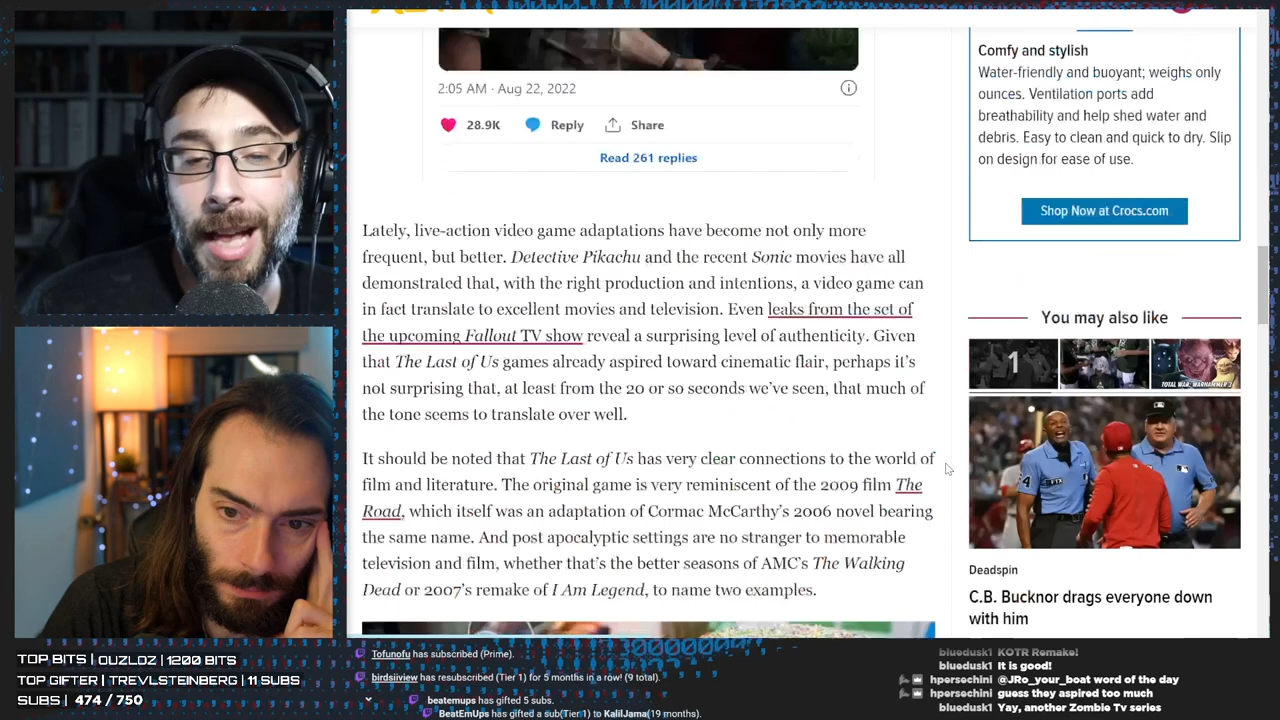 2:05 AM · Aug 22, 2022
28.9K Reply Share
Read 261 replies
Lately, live-action video game adaptations have become not only more
frequent, but better. Detective Pikachu and the recent Sonic movies have all
demonstrated that, with the right production and intentions, a video game can
in fact translate to excellent movies and television. Even leaks from the set of
the upcoming Fallout TV show reveal a surprising level of authenticity. Given
that The Last of Us games already aspired toward cinematic flair, perhaps it's
not surprising that, at least from the 20 or so seconds we've seen, that much of
the tone seems to translate over well.
It should be noted that The Last of Us has very clear connections to the world of
film and literature. The original game is very reminiscent of the 2009 film The
Road, which itself was an adaptation of Cormac McCarthy's 2006 novel bearing
the same name. And post apocalyptic settings are no stranger to memorable
television and film, whether that's the better seasons of AMC's The Walking
Dead or 2007's remake of I Am Legend, to name two examples.
Comfy and stylish
Water-friendly and buoyant; weighs only
ounces. Ventilation ports add
breathability and help shed water and
debris. Easy to clean and quick to dry. Slip
on design for ease of use.
Shop Now at Crocs.com
You may also like
1
TOTAL WAR: WARHAMMER 3
Deadspin
C.B. Bucknor drags everyone down
with him
TOP BITS | OUZLOZ | 1200 BITS
TOP GIFTER | TREVLSTEINBERG | 11 SUBS
SUBS | 474 / 750
Tofunofu has subscribed (Prime).
birdsiiview has resubscribed (Tier 1) for 5 months in a row! (9 total).
beatemups has gifted 5 subs.
BeatEmUps has gifted a sub(Tier 1) to KalilJama(19 months).
bluedusk1 KOTR Remake!
bluedusk1 It is good!
hpersechini @JRo_your_boat word of the day
hpersechini guess they aspired too much
bluedusk1 Yay, another Zombie Tv series